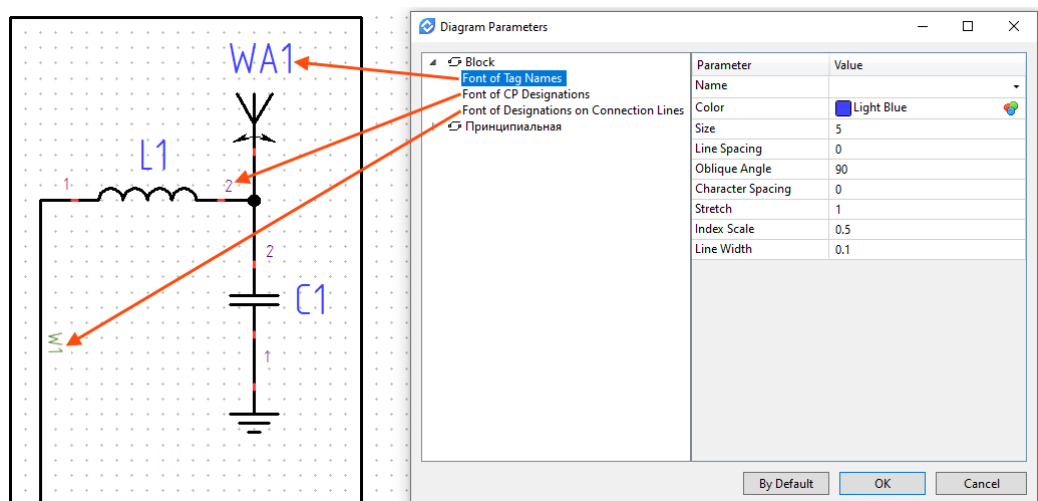 WA1
L1
1
2
2
C1
W1
1
Diagram Parameters
Block
Font of Tag Names
Font of CP Designations
Font of Designations on Connection Lines
Принципиальная
Parameter Value
Name
Color Light Blue
Size 5
Line Spacing 0
Oblique Angle 90
Character Spacing 0
Stretch 1
Index Scale 0.5
Line Width 0.1
By Default OK Cancel